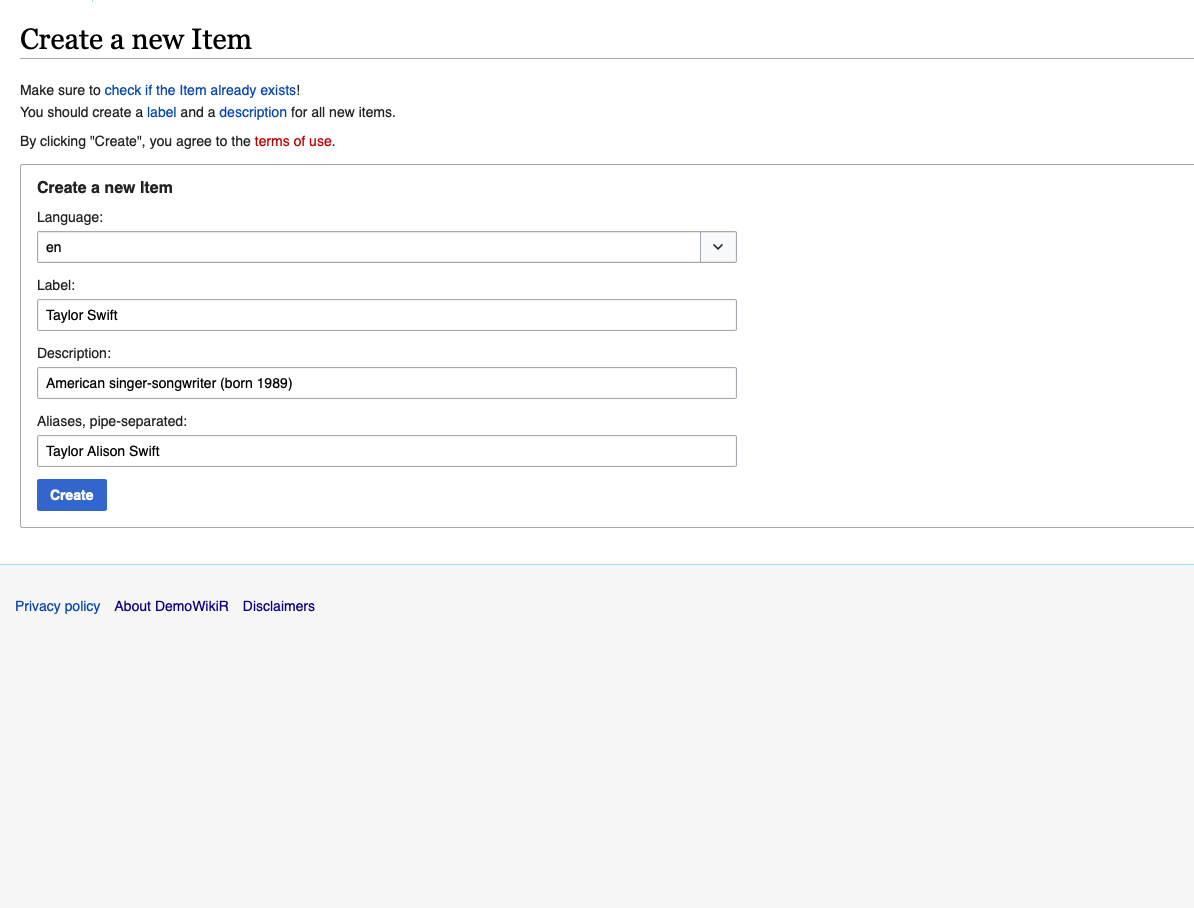 Create a new Item
Make sure to check if the Item already exists!
You should create a label and a description for all new items.
By clicking "Create", you agree to the terms of use.
Create a new Item
Language:
en
Label:
Taylor Swift
Description:
American singer-songwriter (born 1989)
Aliases, pipe-separated:
Taylor Alison Swift
Create
Privacy policy About DemoWikiR Disclaimers